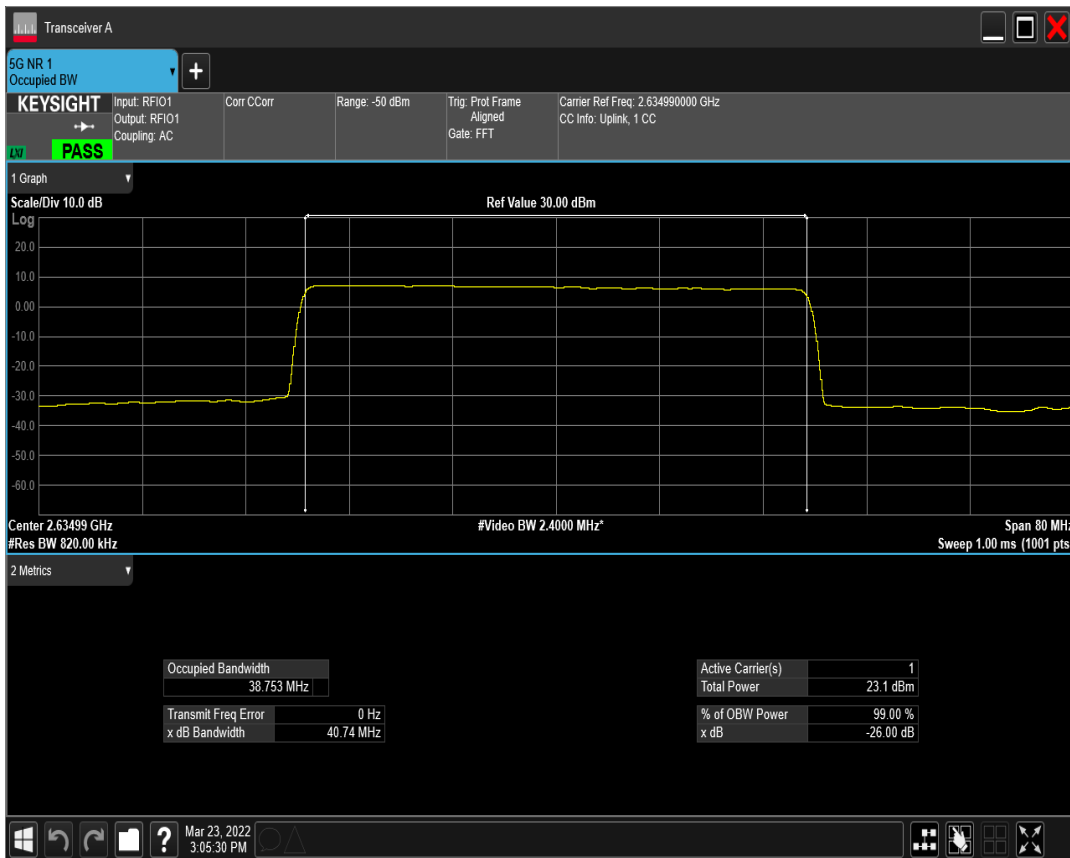 Transceiver A
5G NR 1
Occupied BW
KEYSIGHT
LXI
PASS
Input: RFIO1
Output: RFIO1
Coupling: AC
Corr CCorr
Range: -50 dBm
Trig: Prot Frame
Aligned
Gate: FFT
Carrier Ref Freq: 2.634990000 GHz
CC Info: Uplink, 1 CC
1 Graph
Scale/Div 10.0 dB
Ref Value 30.00 dBm
Log
20.0
10.0
0.00
-10.0
-20.0
-30.0
-40.0
-50.0
-60.0
Center 2.63499 GHz
#Video BW 2.4000 MHz*
Span 80 MHz
#Res BW 820.00 kHz
Sweep 1.00 ms (1001 pts
2 Metrics
Occupied Bandwidth
38.753 MHz
Transmit Freq Error 0 Hz
x dB Bandwidth 40.74 MHz
Active Carrier(s) 1
Total Power 23.1 dBm
% of OBW Power 99.00 %
x dB -26.00 dB
?
Mar 23, 2022
3:05:30 PM